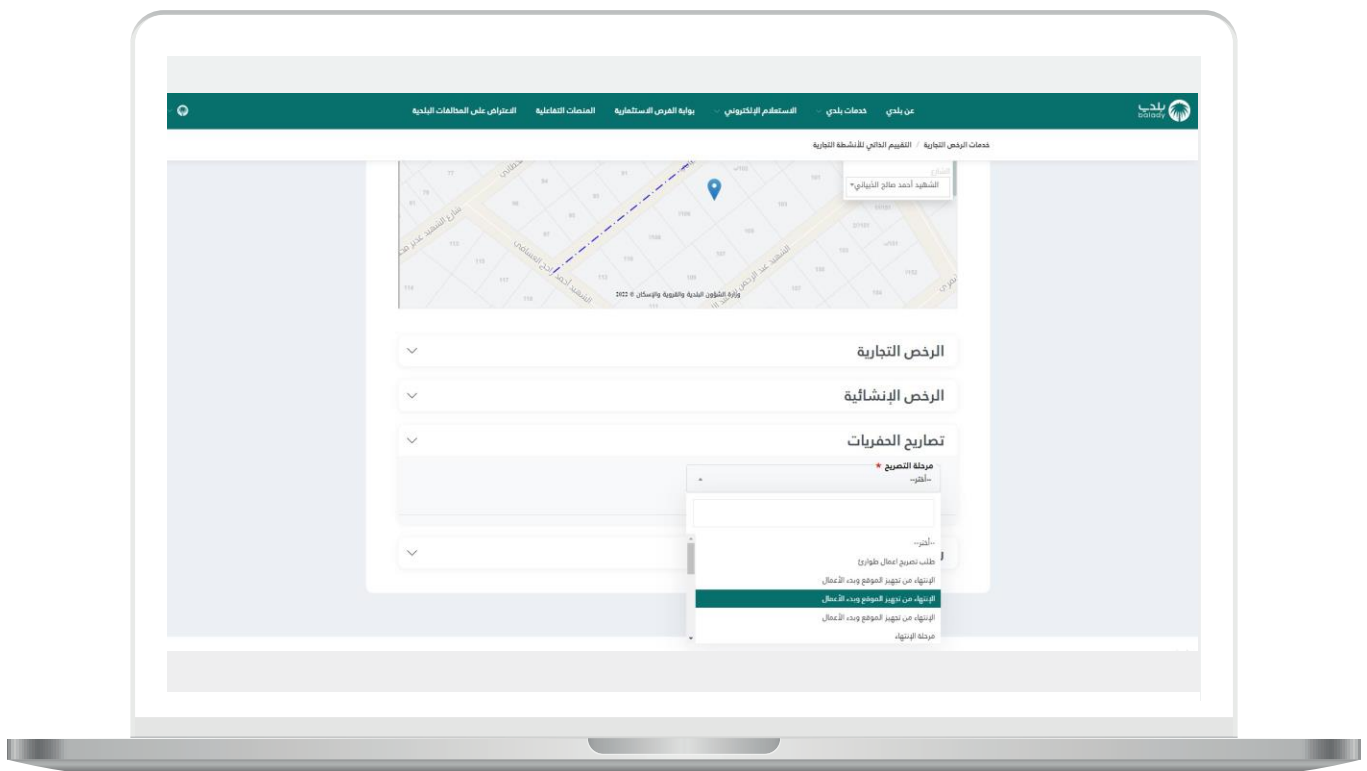 بلدي
balady
عن بلدي
خدمات بلدي
الاستعلام الإلكتروني
بوابة الفرص الاستثمارية
المنصات التفاعلية
الاعتراض على المخالفات البلدية
خدمات الرخص التجارية / التقييم الذاتي للأنشطة التجارية
الشارع
الشهيد أحمد صالح الذيباني
وزارة الشؤون البلدية والقروية والإسكان © 2022
الرخص التجارية
الرخص الإنشائية
تصاريح الحفريات
مرحلة التصريح *
--أختر--
--أختر--
طلب تصريح اعمال طوارئ
الإنتهاء من تجهيز الموقع وبدء الأعمال
الإنتهاء من تجهيز الموقع وبدء الأعمال
الإنتهاء من تجهيز الموقع وبدء الأعمال
مرحلة الإنتهاء